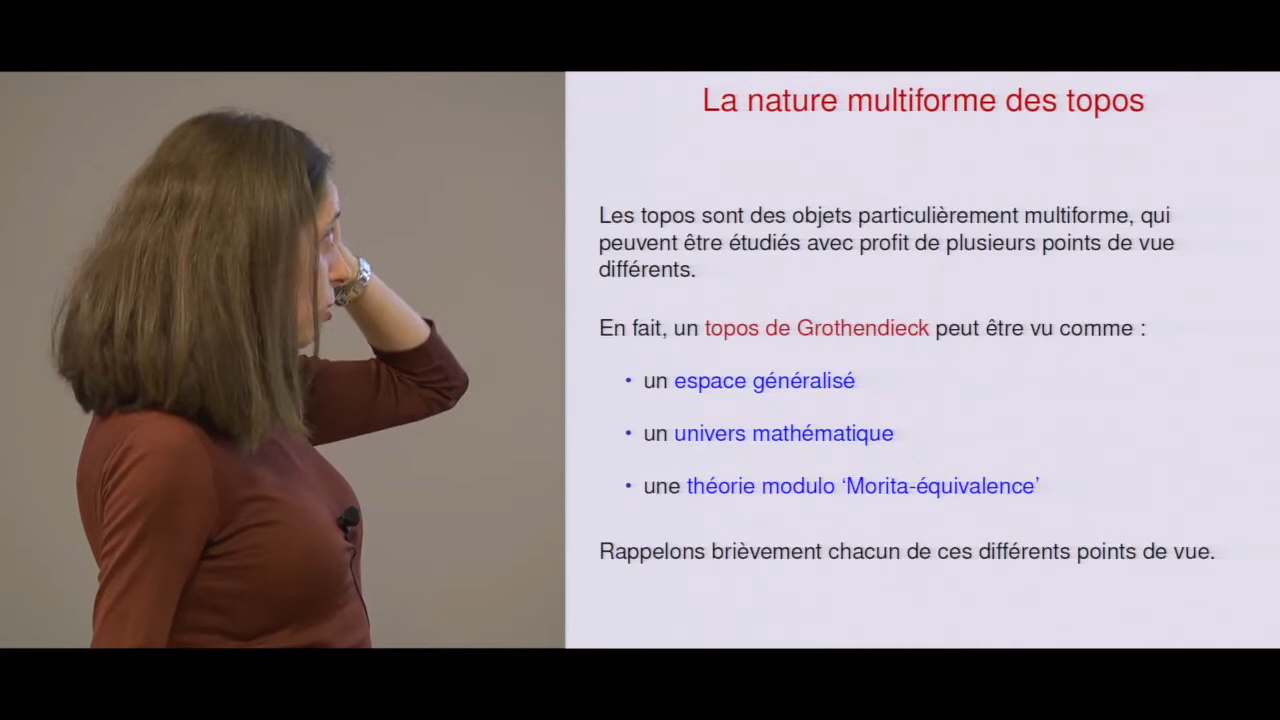 La nature multiforme des topos
Les topos sont des objets particulièrement multiforme, qui
peuvent être étudiés avec profit de plusieurs points de vue
différents.
En fait, un topos de Grothendieck peut être vu comme :
• un espace généralisé
• un univers mathématique
• une théorie modulo ‘Morita-équivalence’
Rappelons brièvement chacun de ces différents points de vue.